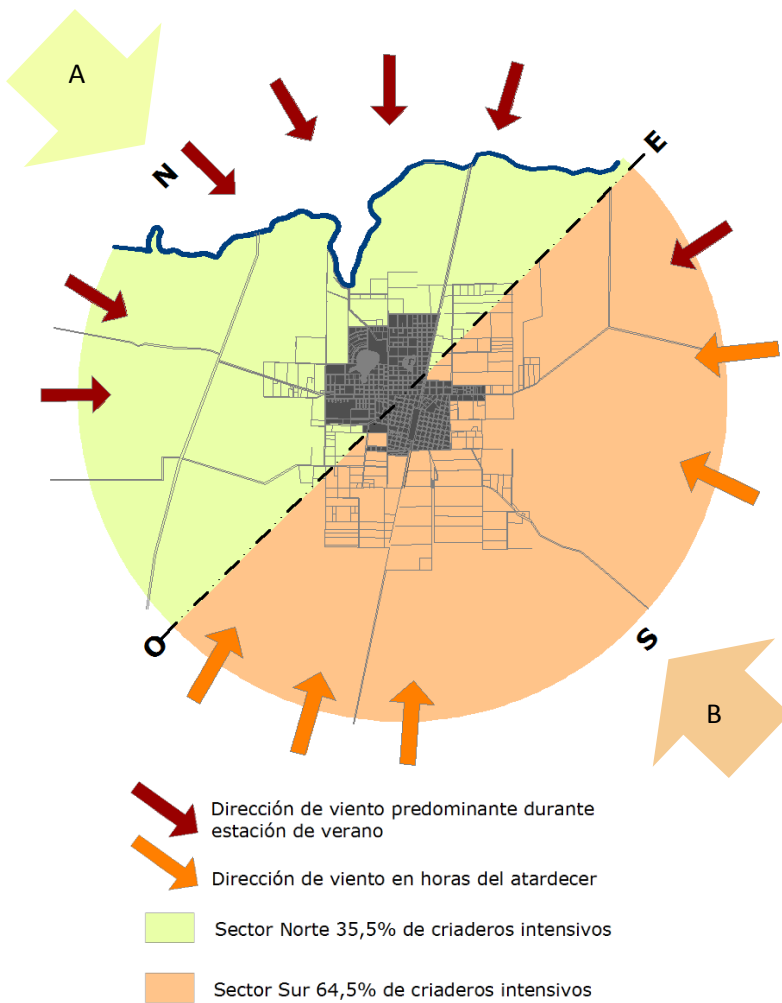 A
N
E
O
S
B
Dirección de viento predominante durante
estación de verano
Dirección de viento en horas del atardecer
Sector Norte 35,5% de criaderos intensivos
Sector Sur 64,5% de criaderos intensivos